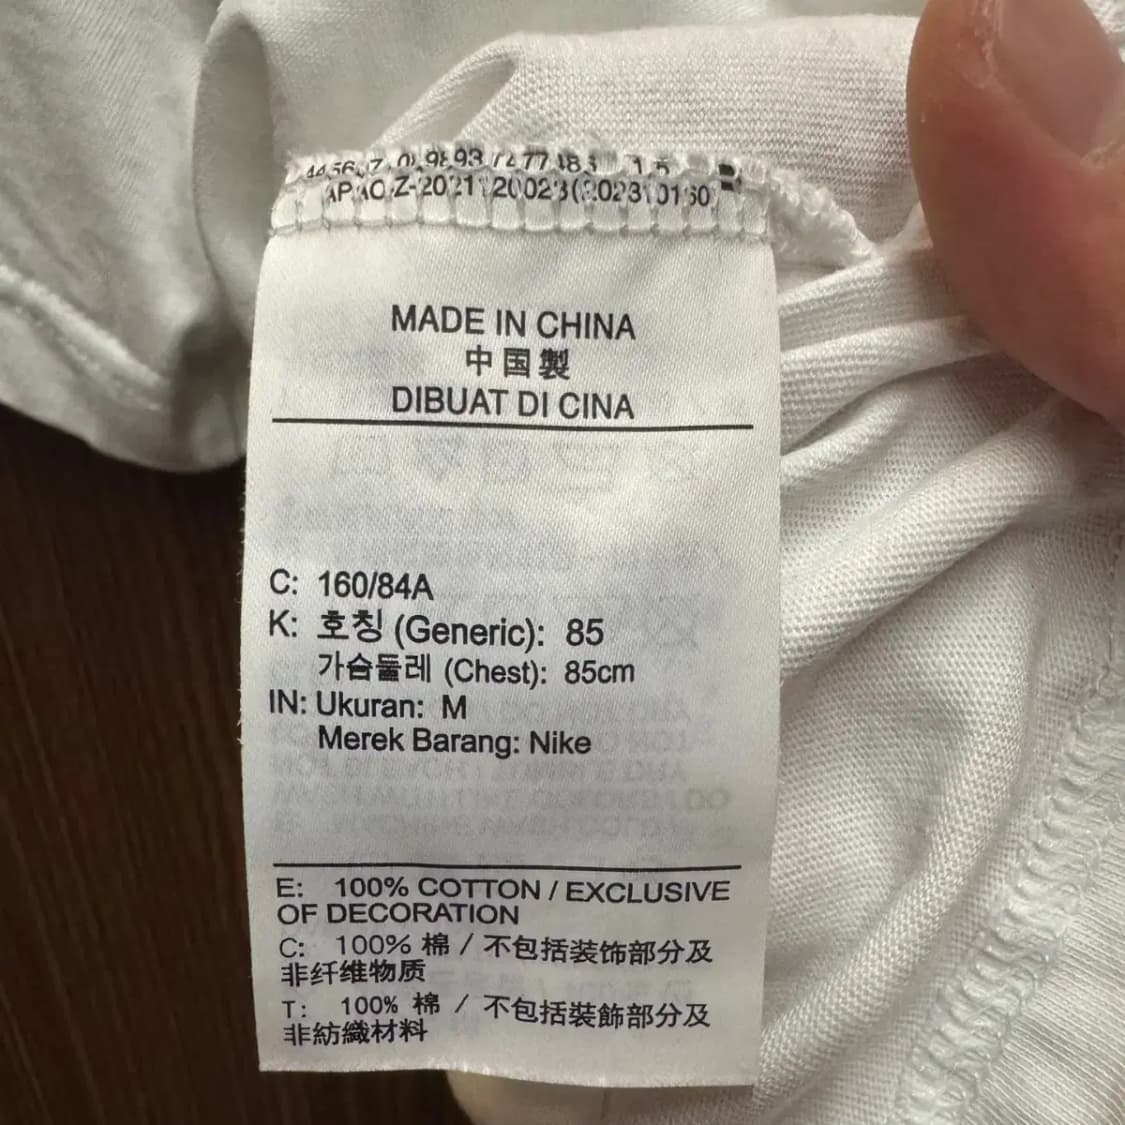 MADE IN CHINA
中国製
DIBUAT DI CINA
C: 160/84A
K: 호칭 (Generic): 85
가슴둘레 (Chest): 85cm
IN: Ukuran: M
Merek Barang: Nike
E: 100% COTTON / EXCLUSIVE
OF DECORATION
C: 100% 棉 / 不包括装饰部分及
非纤维物质
T: 100% 棉 / 不包括裝飾部分及
非紡織材料